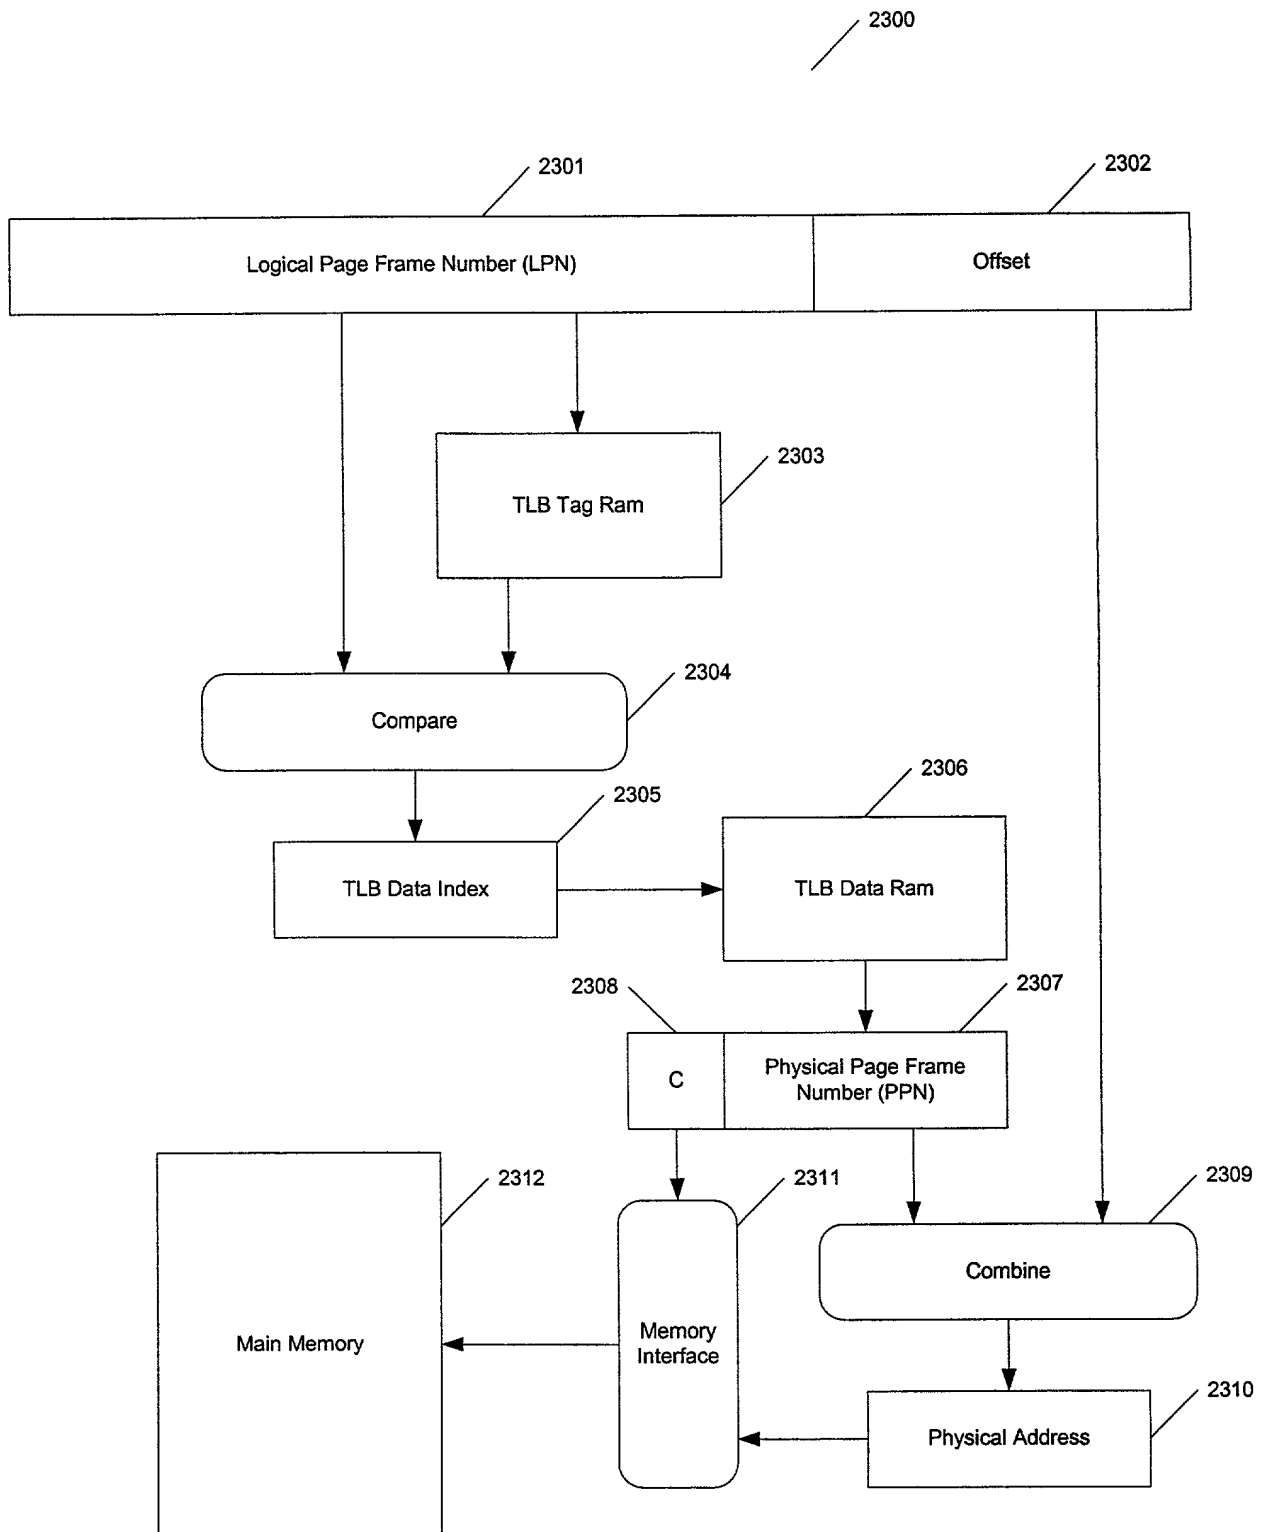 2300
2301
2302
Logical Page Frame Number (LPN)
Offset
2303
TLB Tag Ram
2304
Compare
2305
2306
TLB Data Index
TLB Data Ram
2308
2307
C
Physical Page Frame
Number (PPN)
2312
2311
2309
Combine
Main Memory
Memory
Interface
2310
Physical Address